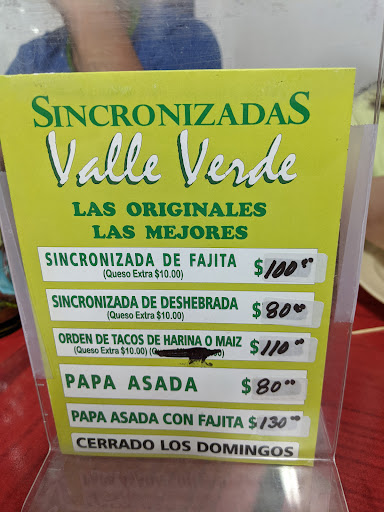 SINCRONIZADAS
Valle Verde
LAS ORIGINALES
LAS MEJORES
SINCRONIZADA DE FAJITA $100.00
(Queso Extra $10.00)
SINCRONIZADA DE DESHEBRADA $80.00
(Queso Extra $10.00)
ORDEN DE TACOS DE HARINA O MAIZ $110.00
(Queso Extra $10.00)
PAPA ASADA $80.00
PAPA ASADA CON FAJITA $130.00
CERRADO LOS DOMINGOS